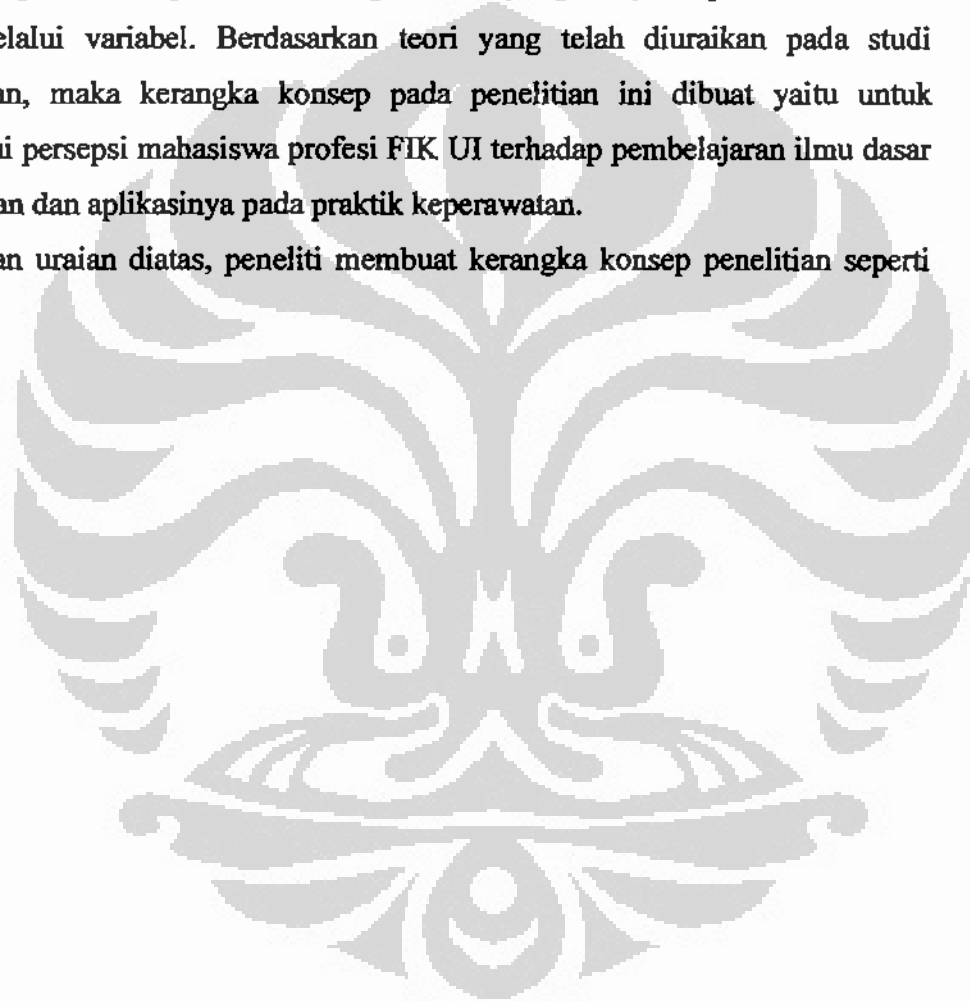 elalui variabel. Berdasarkan teori yang telah diuraikan pada studi
an, maka kerangka konsep pada penelitian ini dibuat yaitu untuk
ui persepsi mahasiswa profesi FIK UI terhadap pembelajaran ilmu dasar
an dan aplikasinya pada praktik keperawatan.
an uraian diatas, peneliti membuat kerangka konsep penelitian seperti